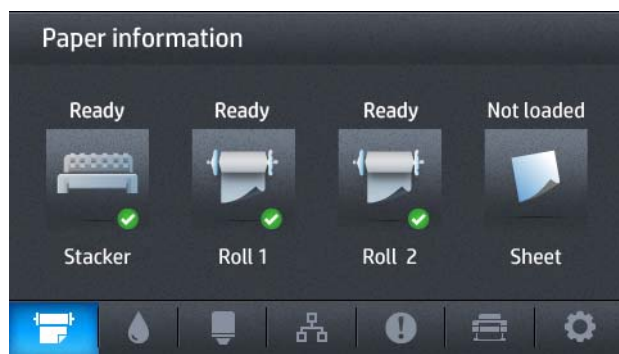 Paper information
Ready Ready Ready Not loaded
Stacker Roll 1 Roll 2 Sheet